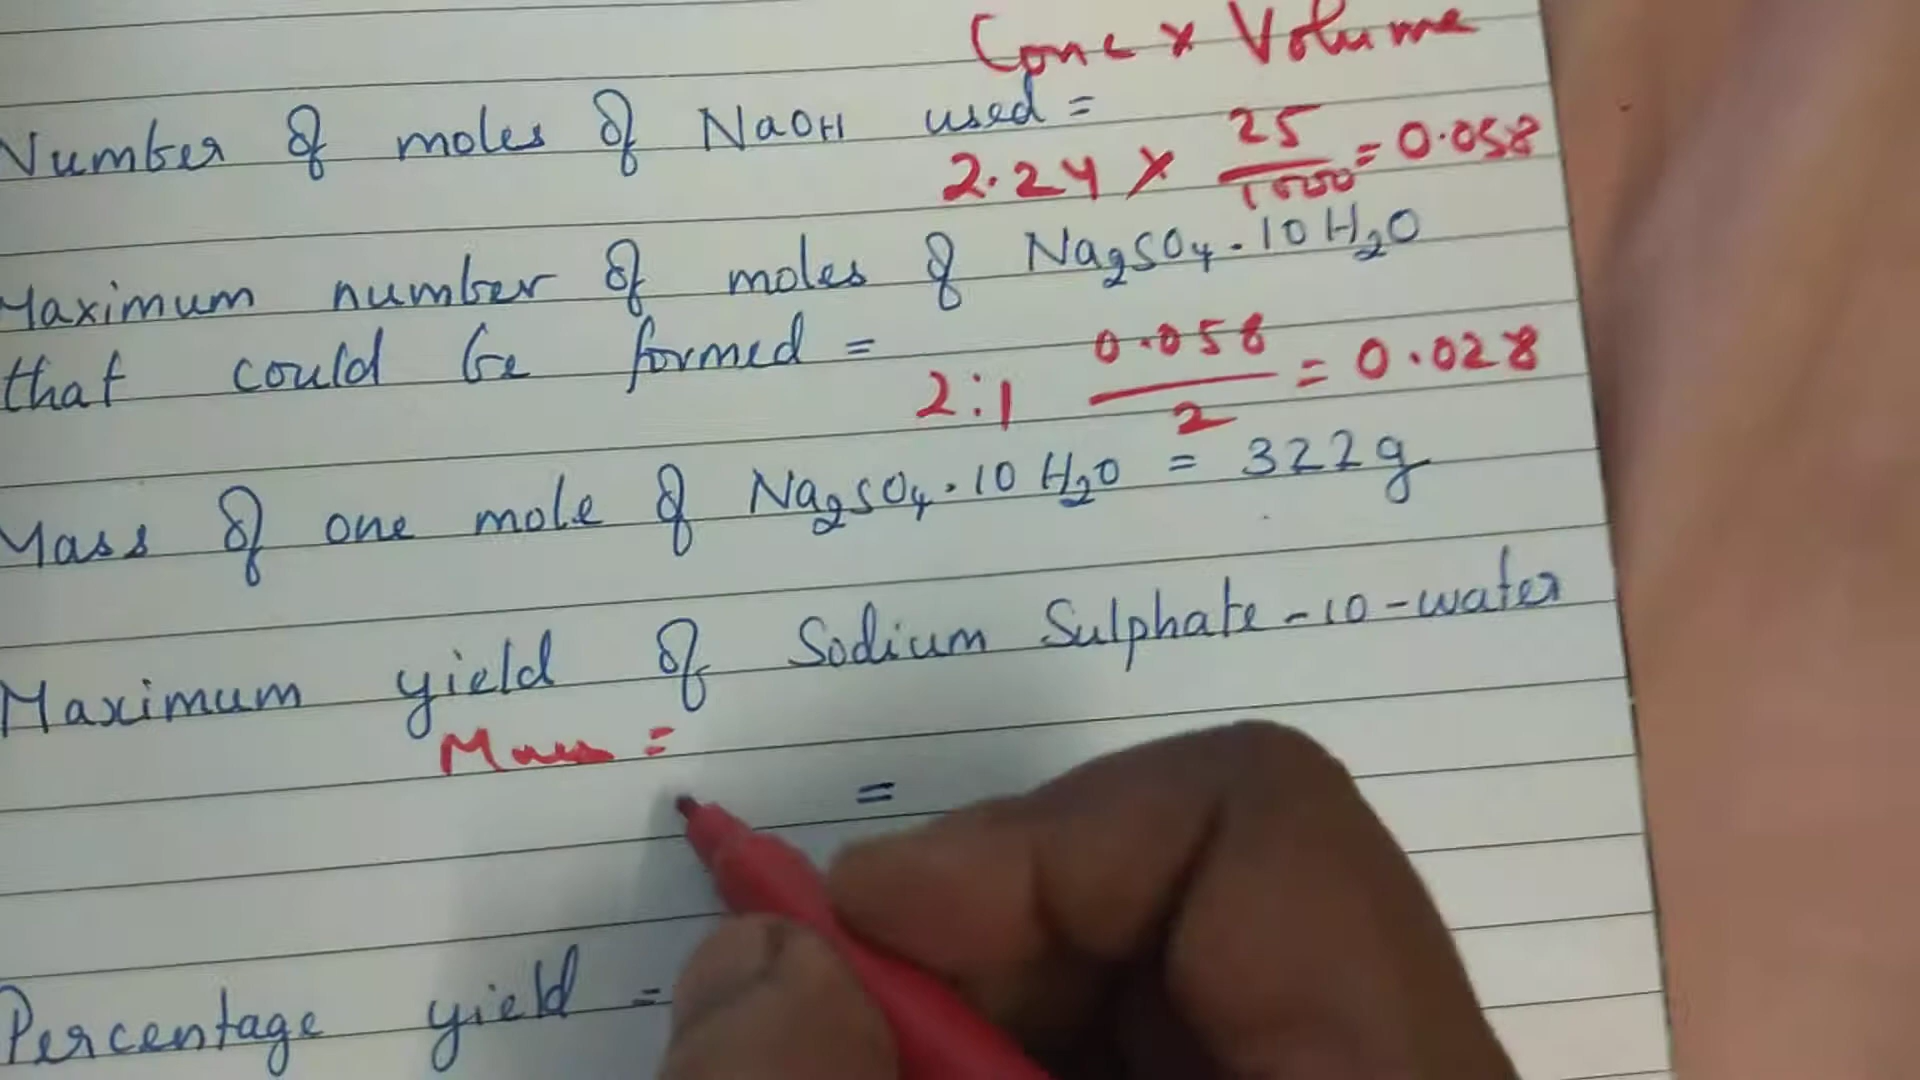 Conc x Volume
Number of moles of NaOH used =
2.24 x 25/1000 = 0.058
Maximum number of moles of Na2SO4.10H2O
that could be formed =
2:1 0.058/2 = 0.028
Mass of one mole of Na2SO4.10H2O = 322g
Maximum yield of Sodium Sulphate-10-water
Mass =
=
Percentage yield =